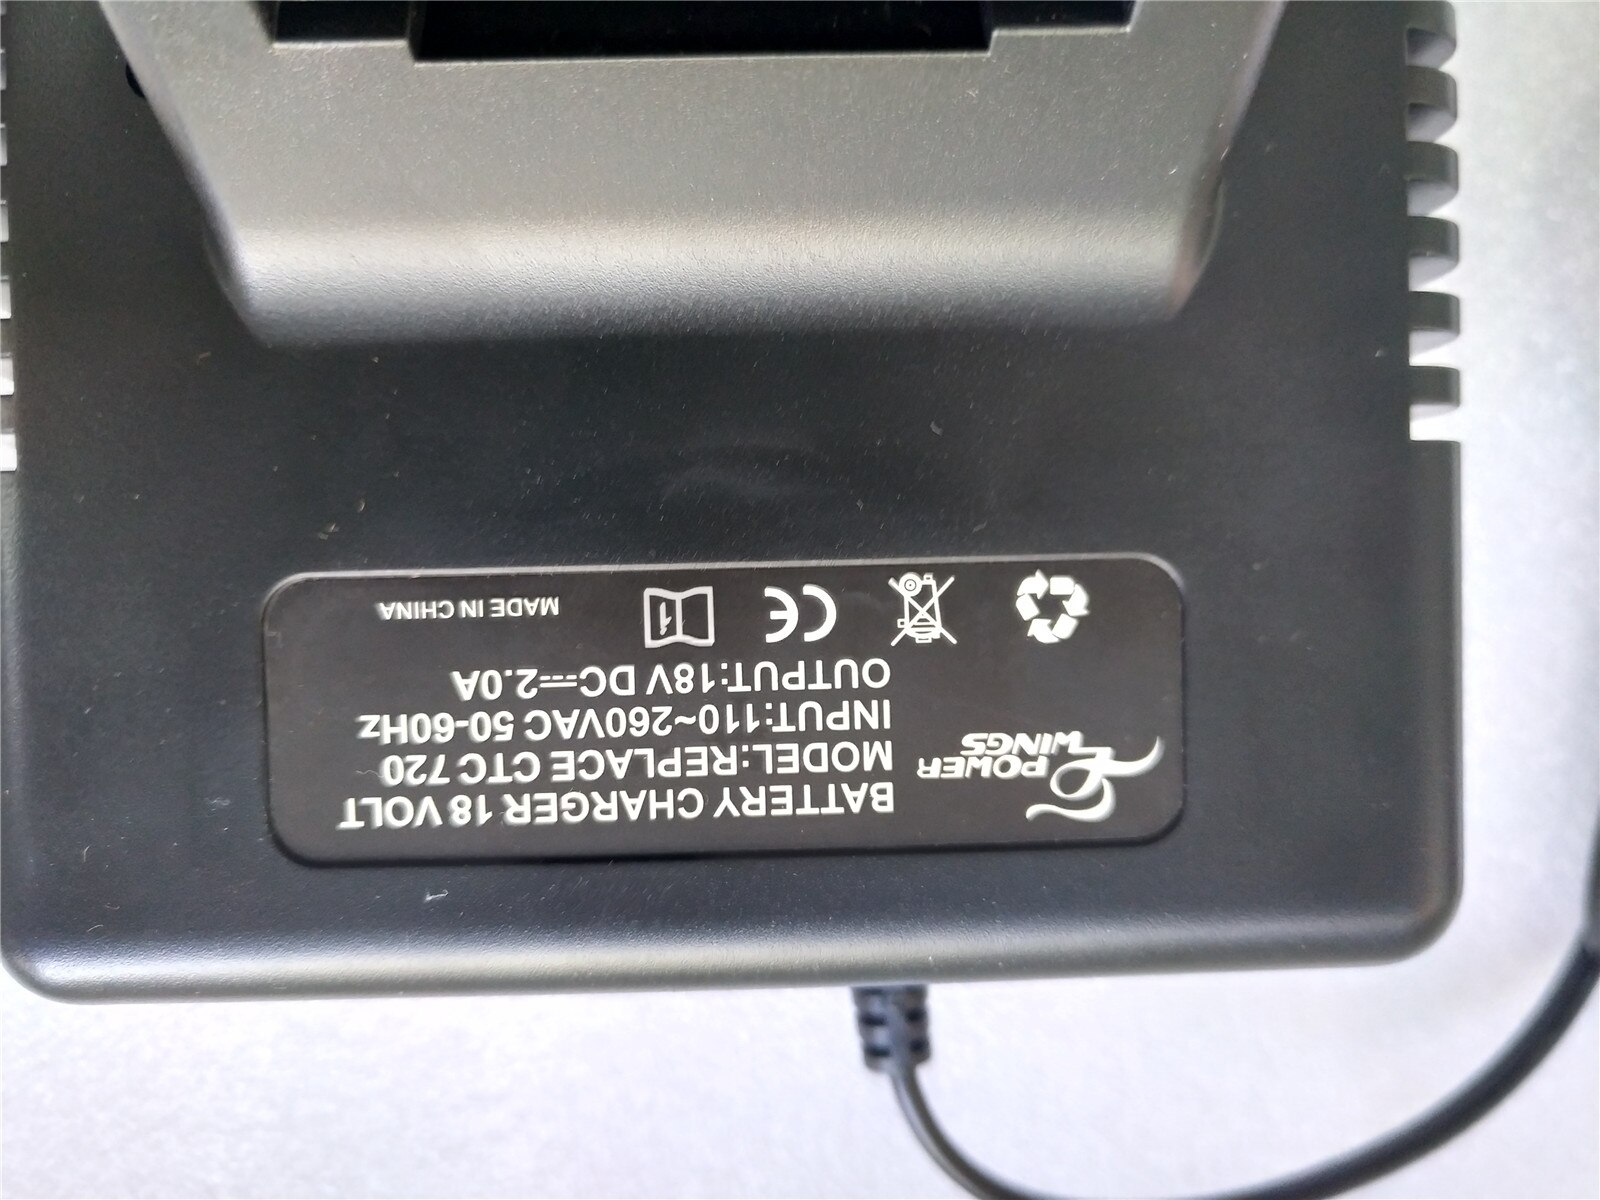 POWER
WINGS
BATTERY CHARGER 18 VOLT
MODEL:REPLACE CTC 720
INPUT:110~260VAC 50-60Hz
OUTPUT:18V DC⎓2.0A
CE
1
MADE IN CHINA